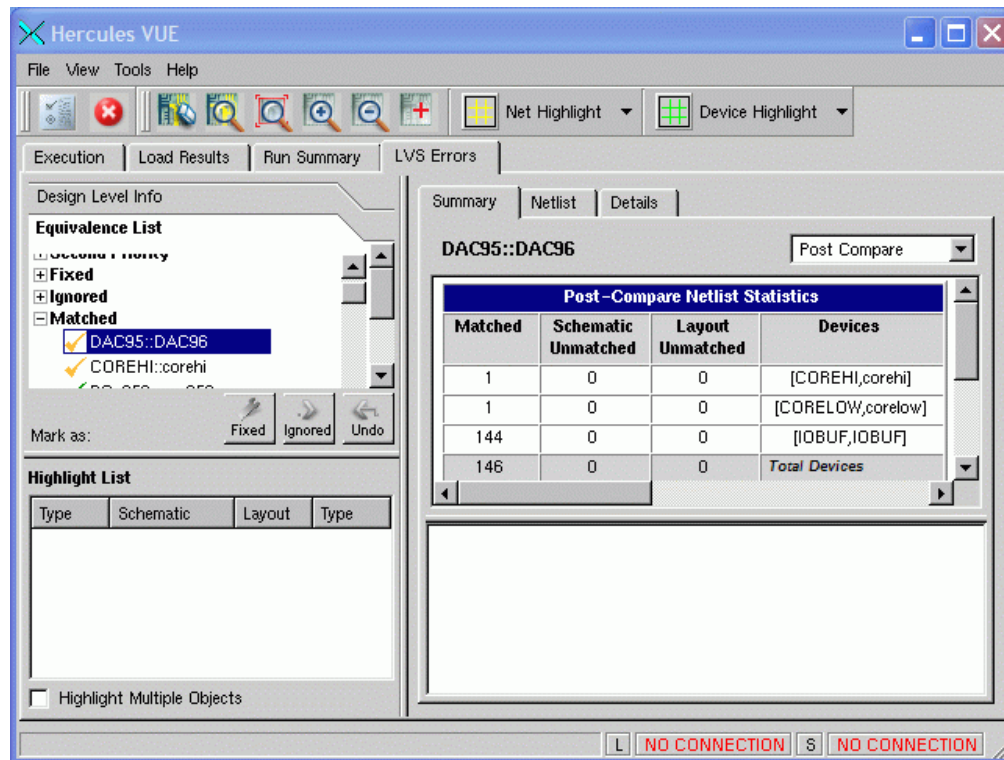 Hercules VUE
File View Tools Help
Net Highlight
Device Highlight
Execution Load Results Run Summary LVS Errors
Design Level Info
Equivalence List
Second Priority
Fixed
Ignored
Matched
DAC95::DAC96
COREHI::corehi
Mark as: Fixed Ignored Undo
Highlight List
Type Schematic Layout Type
Highlight Multiple Objects
Summary Netlist Details
DAC95::DAC96 Post Compare
Post-Compare Netlist Statistics
Matched Schematic Unmatched Layout Unmatched Devices
1 0 0 [COREHI,corehi]
1 0 0 [CORELOW,corelow]
144 0 0 [IOBUF,IOBUF]
146 0 0 Total Devices
L NO CONNECTION S NO CONNECTION